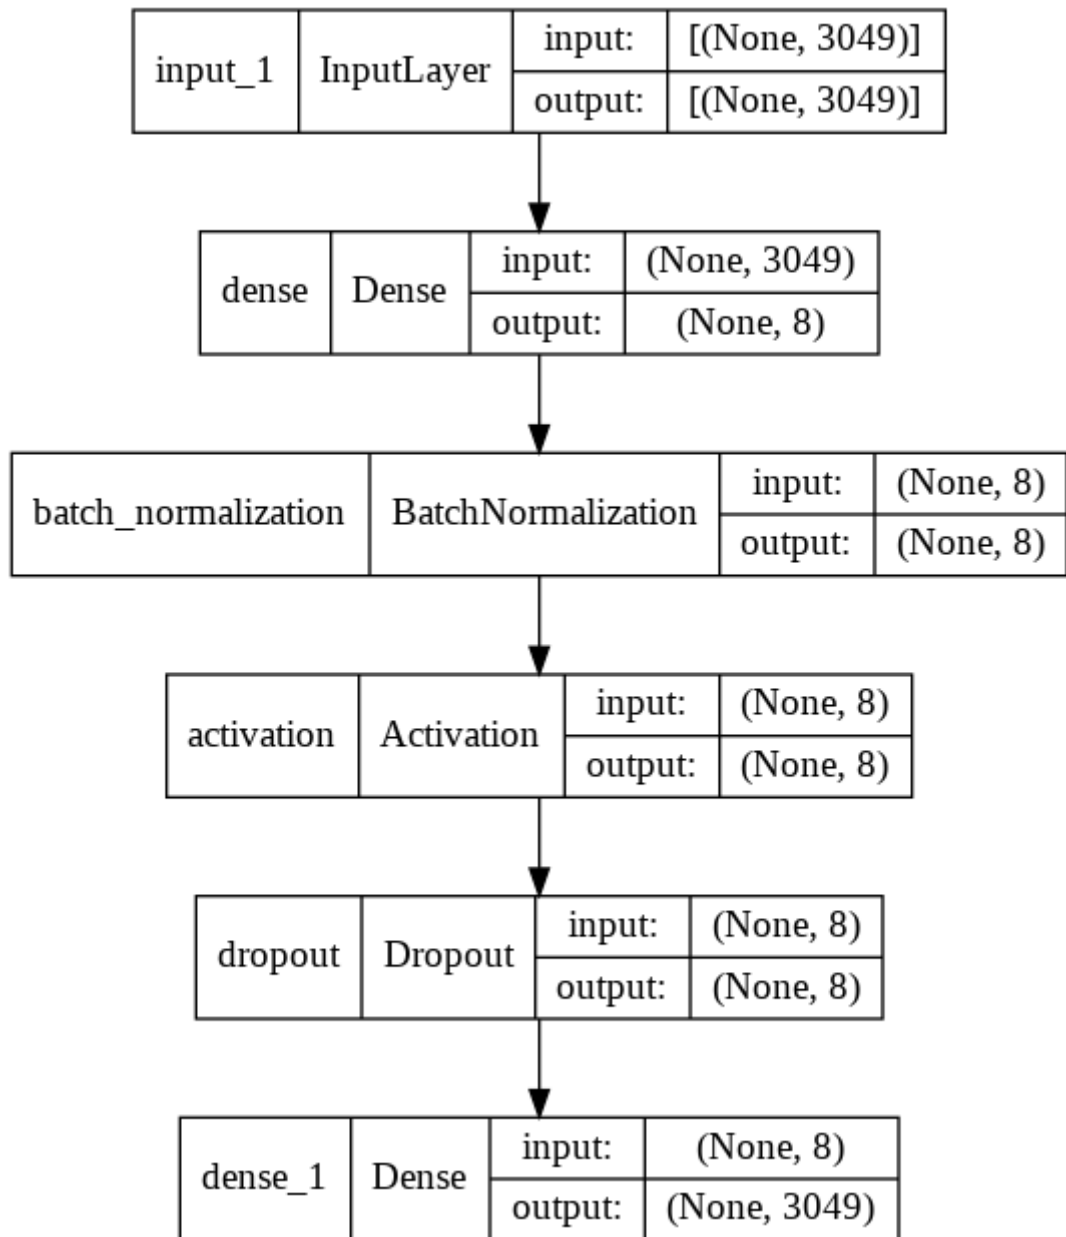 input_1 InputLayer input: [(None, 3049)]
output: [(None, 3049)]
dense Dense input: (None, 3049)
output: (None, 8)
batch_normalization BatchNormalization input: (None, 8)
output: (None, 8)
activation Activation input: (None, 8)
output: (None, 8)
dropout Dropout input: (None, 8)
output: (None, 8)
dense_1 Dense input: (None, 8)
output: (None, 3049)